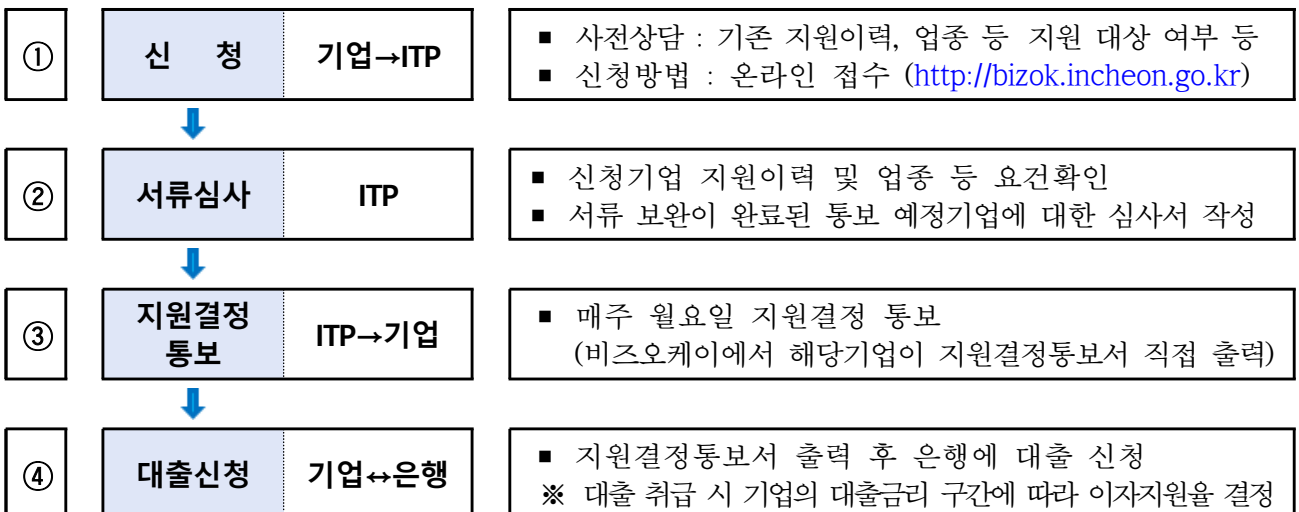 ① 신 청 기업→ITP
▪ 사전상담 : 기존 지원이력, 업종 등 지원 대상 여부 등
▪ 신청방법 : 온라인 접수 (http://bizok.incheon.go.kr)
② 서류심사 ITP
▪ 신청기업 지원이력 및 업종 등 요건확인
▪ 서류 보완이 완료된 통보 예정기업에 대한 심사서 작성
③ 지원결정
통보 ITP→기업
▪ 매주 월요일 지원결정 통보
(비즈오케이에서 해당기업이 지원결정통보서 직접 출력)
④ 대출신청 기업↔은행
▪ 지원결정통보서 출력 후 은행에 대출 신청
※ 대출 취급 시 기업의 대출금리 구간에 따라 이자지원율 결정